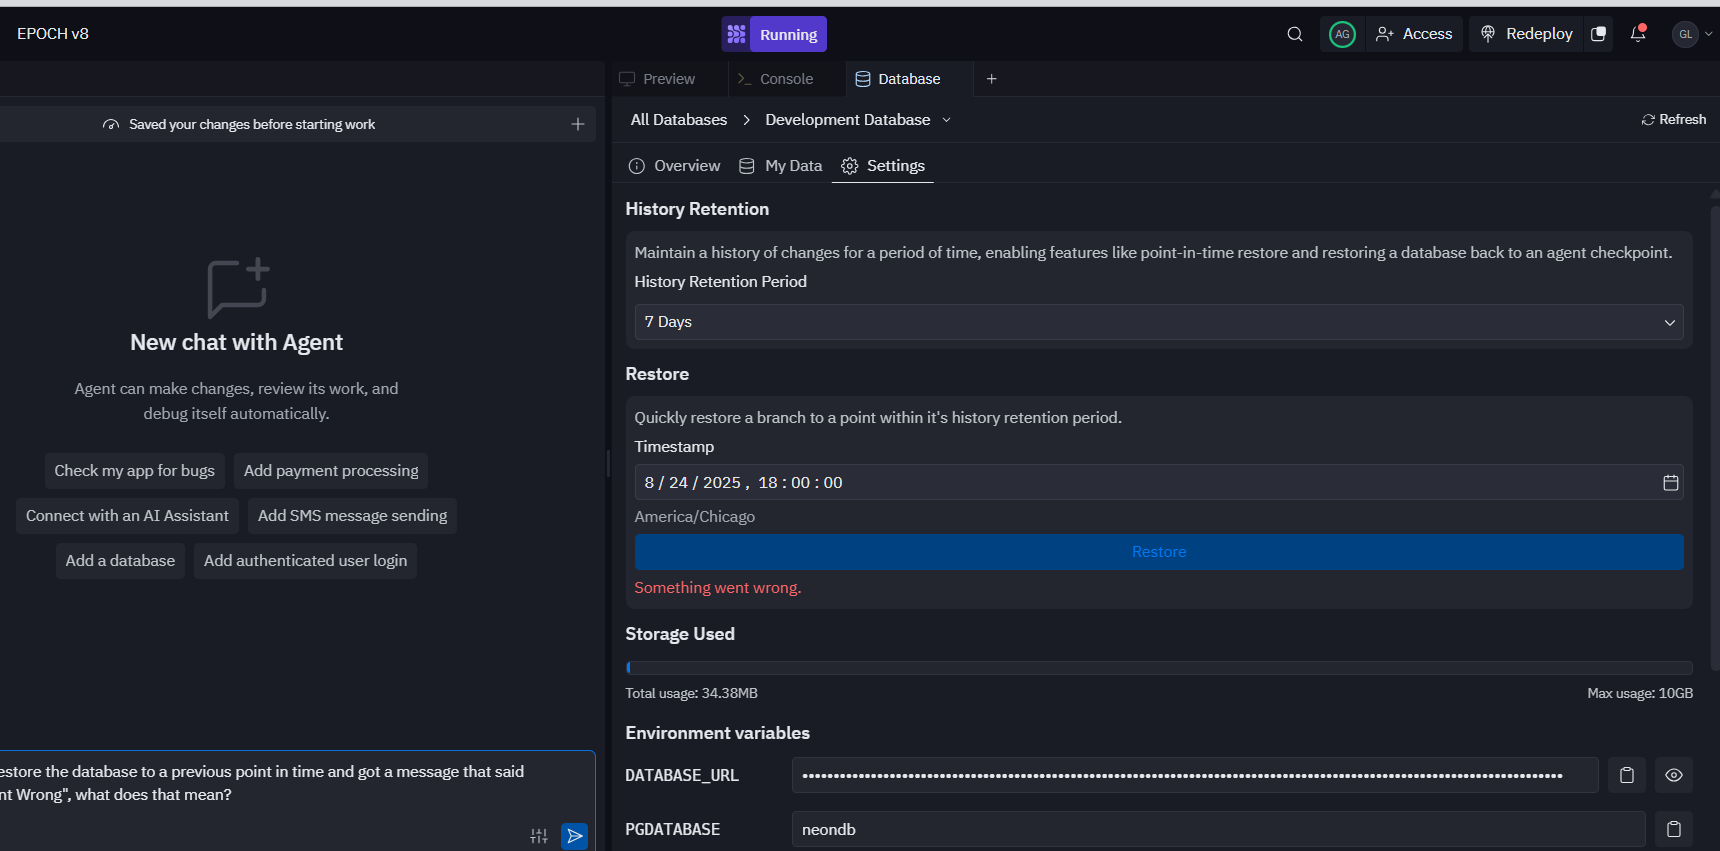 EPOCH v8
Running
AG
Access
Redeploy
GL
Preview
Console
Database
Saved your changes before starting work
All Databases > Development Database
Refresh
Overview
My Data
Settings
History Retention
Maintain a history of changes for a period of time, enabling features like point-in-time restore and restoring a database back to an agent checkpoint.
History Retention Period
7 Days
Restore
Quickly restore a branch to a point within it's history retention period.
Timestamp
8 / 24 / 2025 , 18 : 00 : 00
America/Chicago
Restore
Something went wrong.
Storage Used
Total usage: 34.38MB
Max usage: 10GB
Environment variables
DATABASE_URL
PGDATABASE
neondb
New chat with Agent
Agent can make changes, review its work, and
debug itself automatically.
Check my app for bugs
Add payment processing
Connect with an AI Assistant
Add SMS message sending
Add a database
Add authenticated user login
estore the database to a previous point in time and got a message that said
nt Wrong", what does that mean?